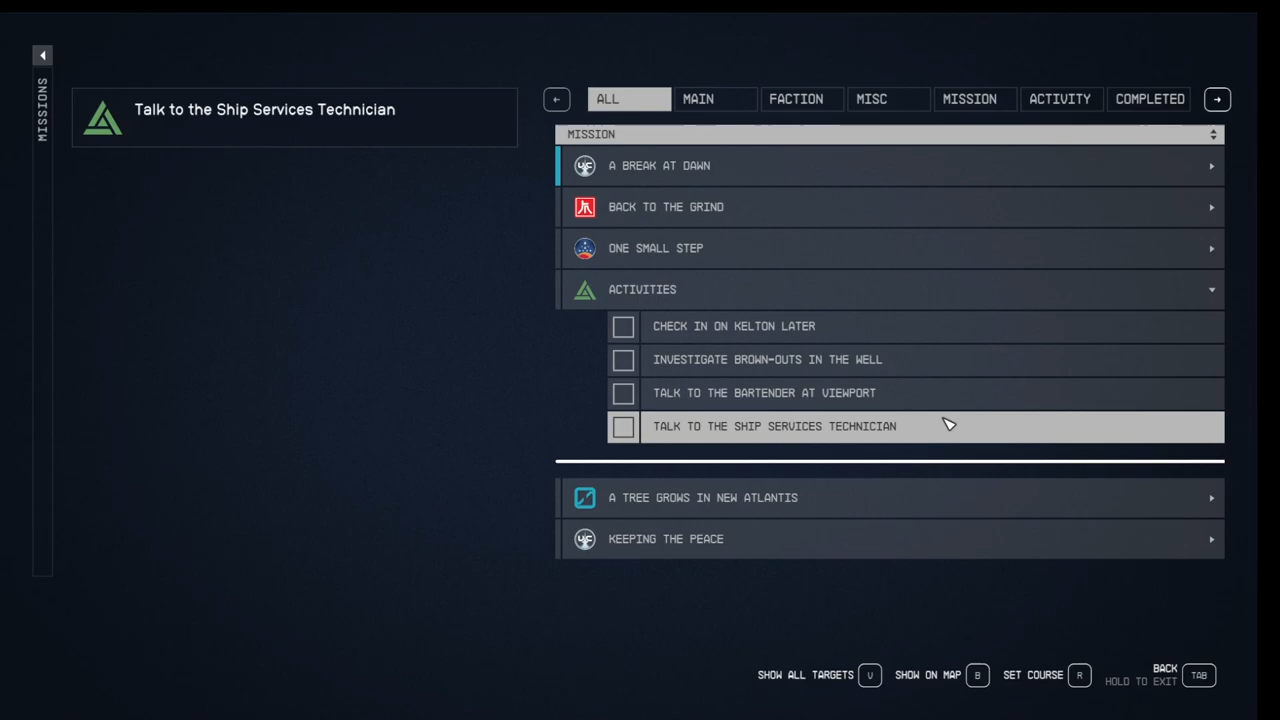 MISSIONS
Talk to the Ship Services Technician
ALL MAIN FACTION MISC MISSION ACTIVITY COMPLETED
MISSION
UC A BREAK AT DAWN
BACK TO THE GRIND
ONE SMALL STEP
ACTIVITIES
CHECK IN ON KELTON LATER
INVESTIGATE BROWN-OUTS IN THE WELL
TALK TO THE BARTENDER AT VIEWPORT
TALK TO THE SHIP SERVICES TECHNICIAN
A TREE GROWS IN NEW ATLANTIS
UC KEEPING THE PEACE
SHOW ALL TARGETS V SHOW ON MAP B SET COURSE R BACK TAB
HOLD TO EXIT